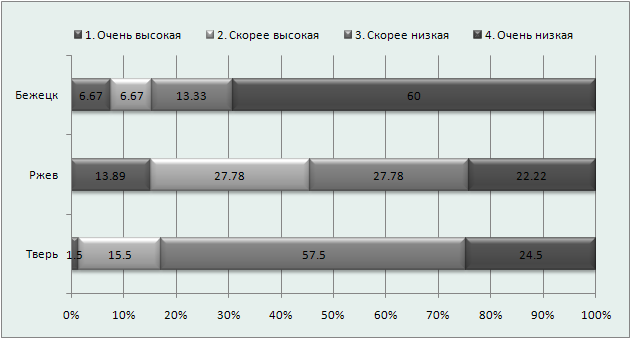 1. Очень высокая 2. Скорее высокая 3. Скорее низкая 4. Очень низкая
Бежецк 6.67 6.67 13.33 60
Ржев 13.89 27.78 27.78 22.22
Тверь 1.5 15.5 57.5 24.5
0% 10% 20% 30% 40% 50% 60% 70% 80% 90% 100%